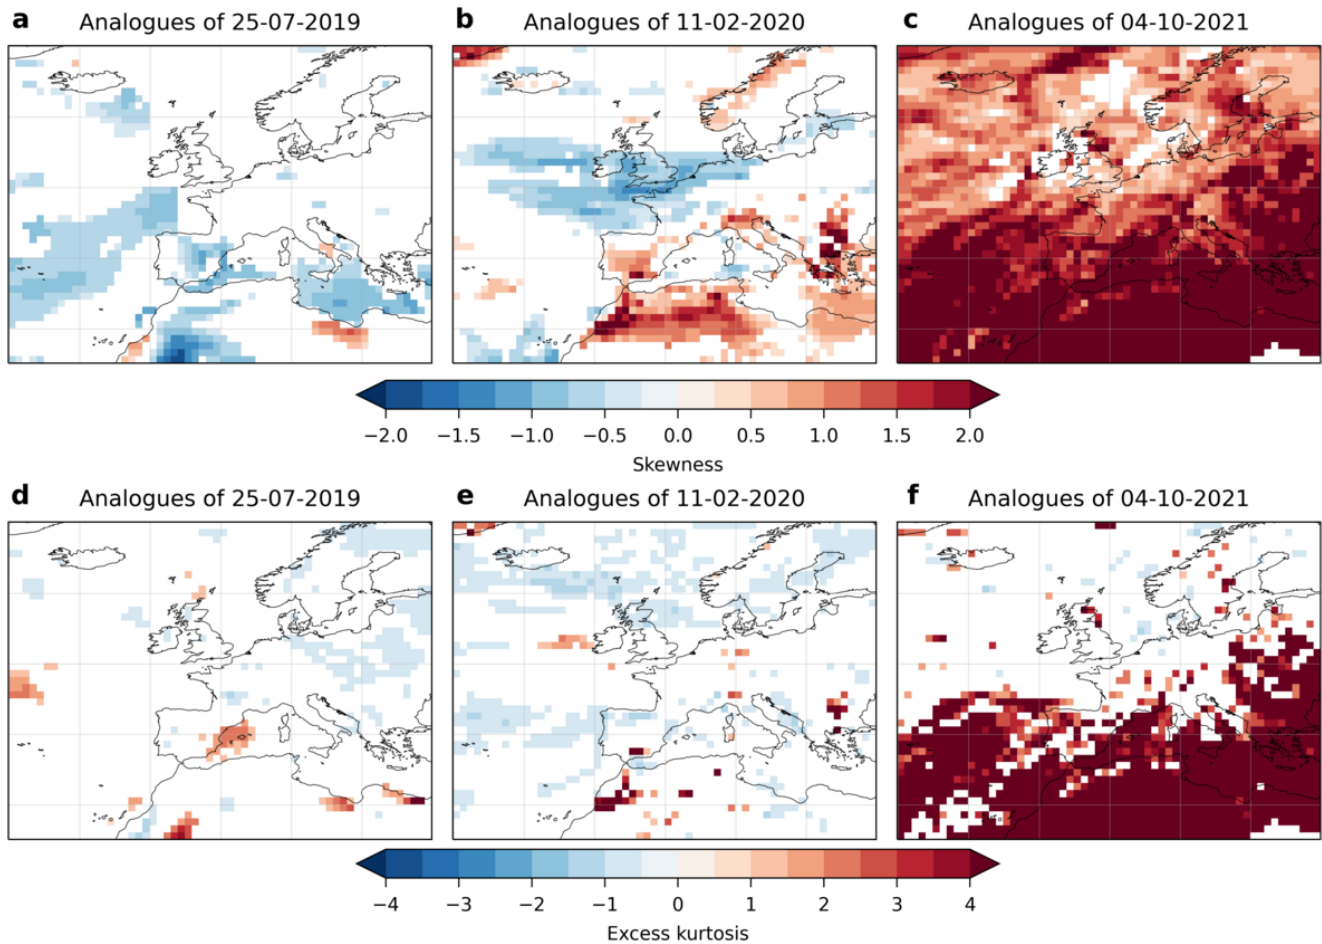 a Analogues of 25-07-2019
b Analogues of 11-02-2020
c Analogues of 04-10-2021
−2.0 −1.5 −1.0 −0.5 0.0 0.5 1.0 1.5 2.0
Skewness
d Analogues of 25-07-2019
e Analogues of 11-02-2020
f Analogues of 04-10-2021
−4 −3 −2 −1 0 1 2 3 4
Excess kurtosis